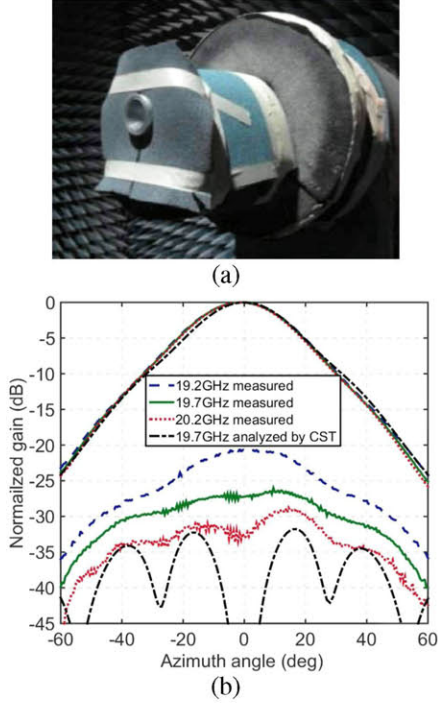 (a)
0
-5
-10
-15
-20
-25
-30
-35
-40
-45
Normailzed gain (dB)
19.2GHz measured
19.7GHz measured
20.2GHz measured
19.7GHz analyzed by CST
-60 -40 -20 0 20 40 60
Azimuth angle (deg)
(b)